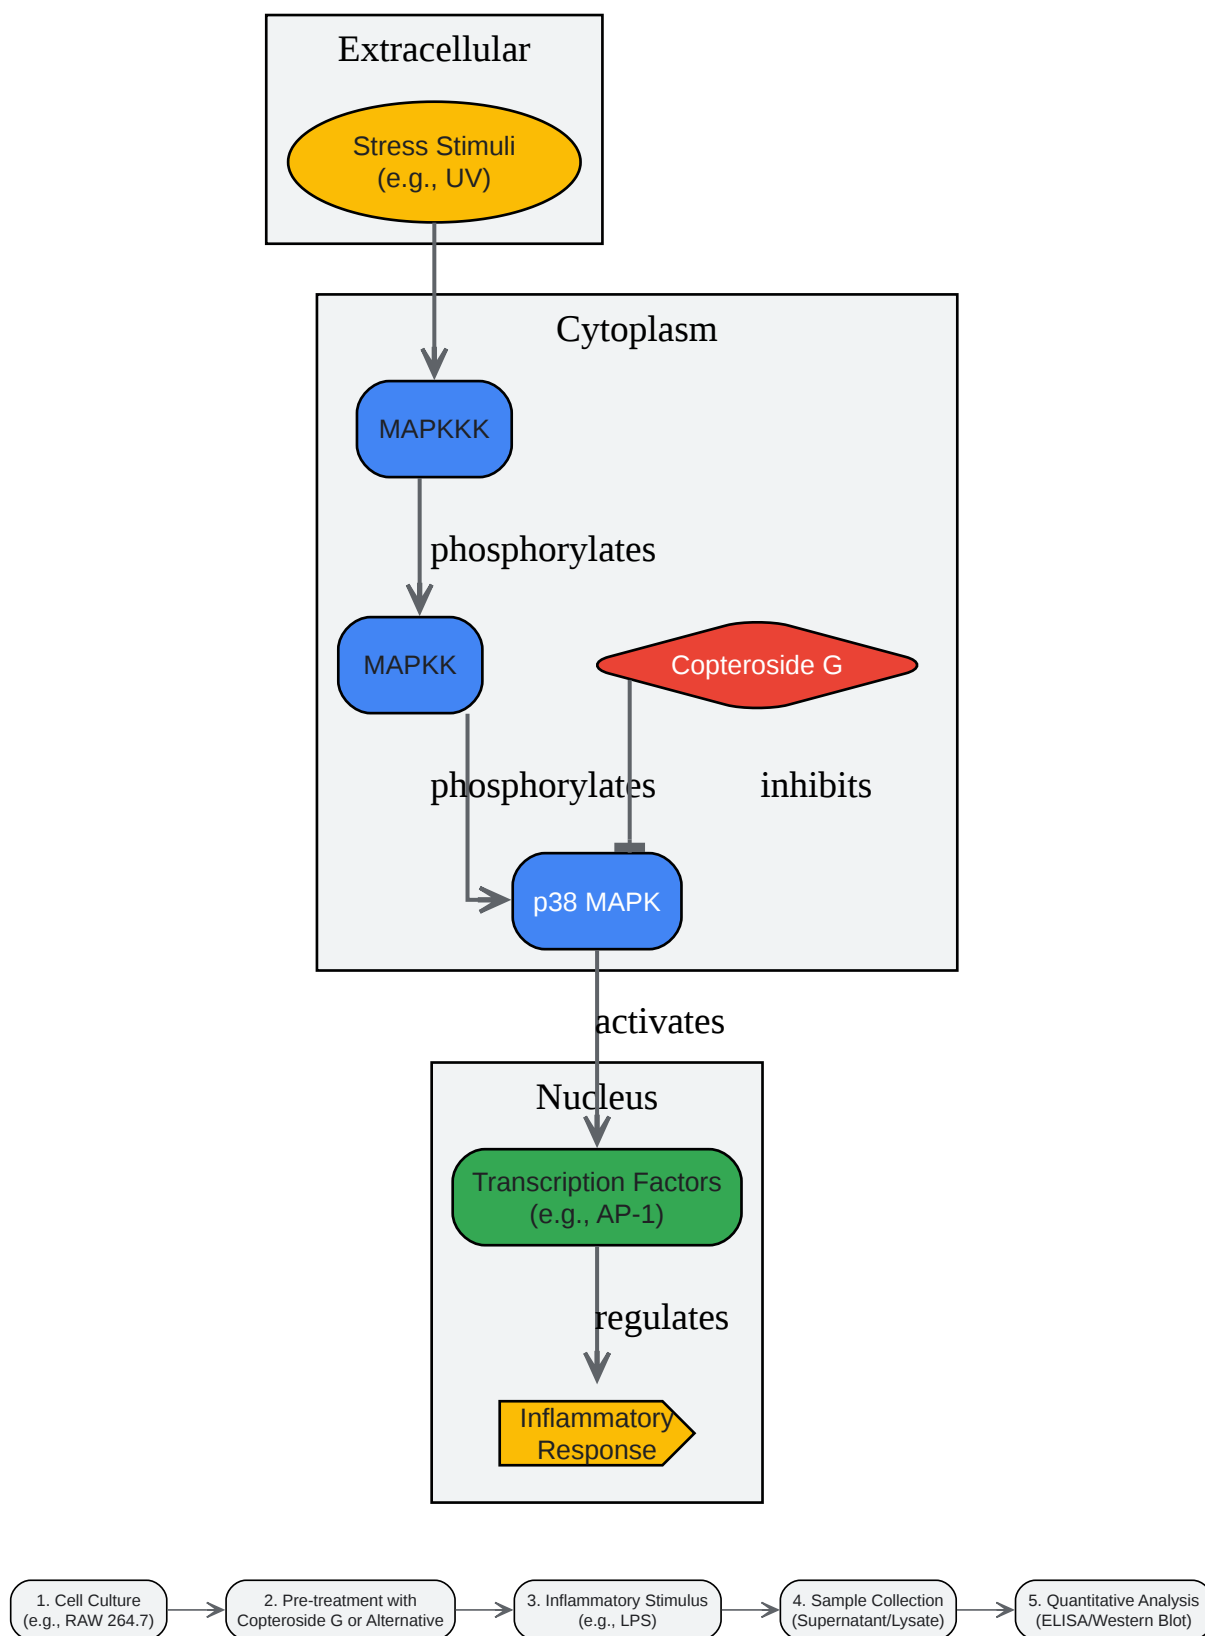 Extracellular
Stress Stimuli
(e.g., UV)
Cytoplasm
MAPKKK
phosphorylates
MAPKK
Copteroside G
phosphorylates
inhibits
p38 MAPK
activates
Nucleus
Transcription Factors
(e.g., AP-1)
regulates
Inflammatory
Response
1. Cell Culture
(e.g., RAW 264.7)
2. Pre-treatment with
Copteroside G or Alternative
3. Inflammatory Stimulus
(e.g., LPS)
4. Sample Collection
(Supernatant/Lysate)
5. Quantitative Analysis
(ELISA/Western Blot)